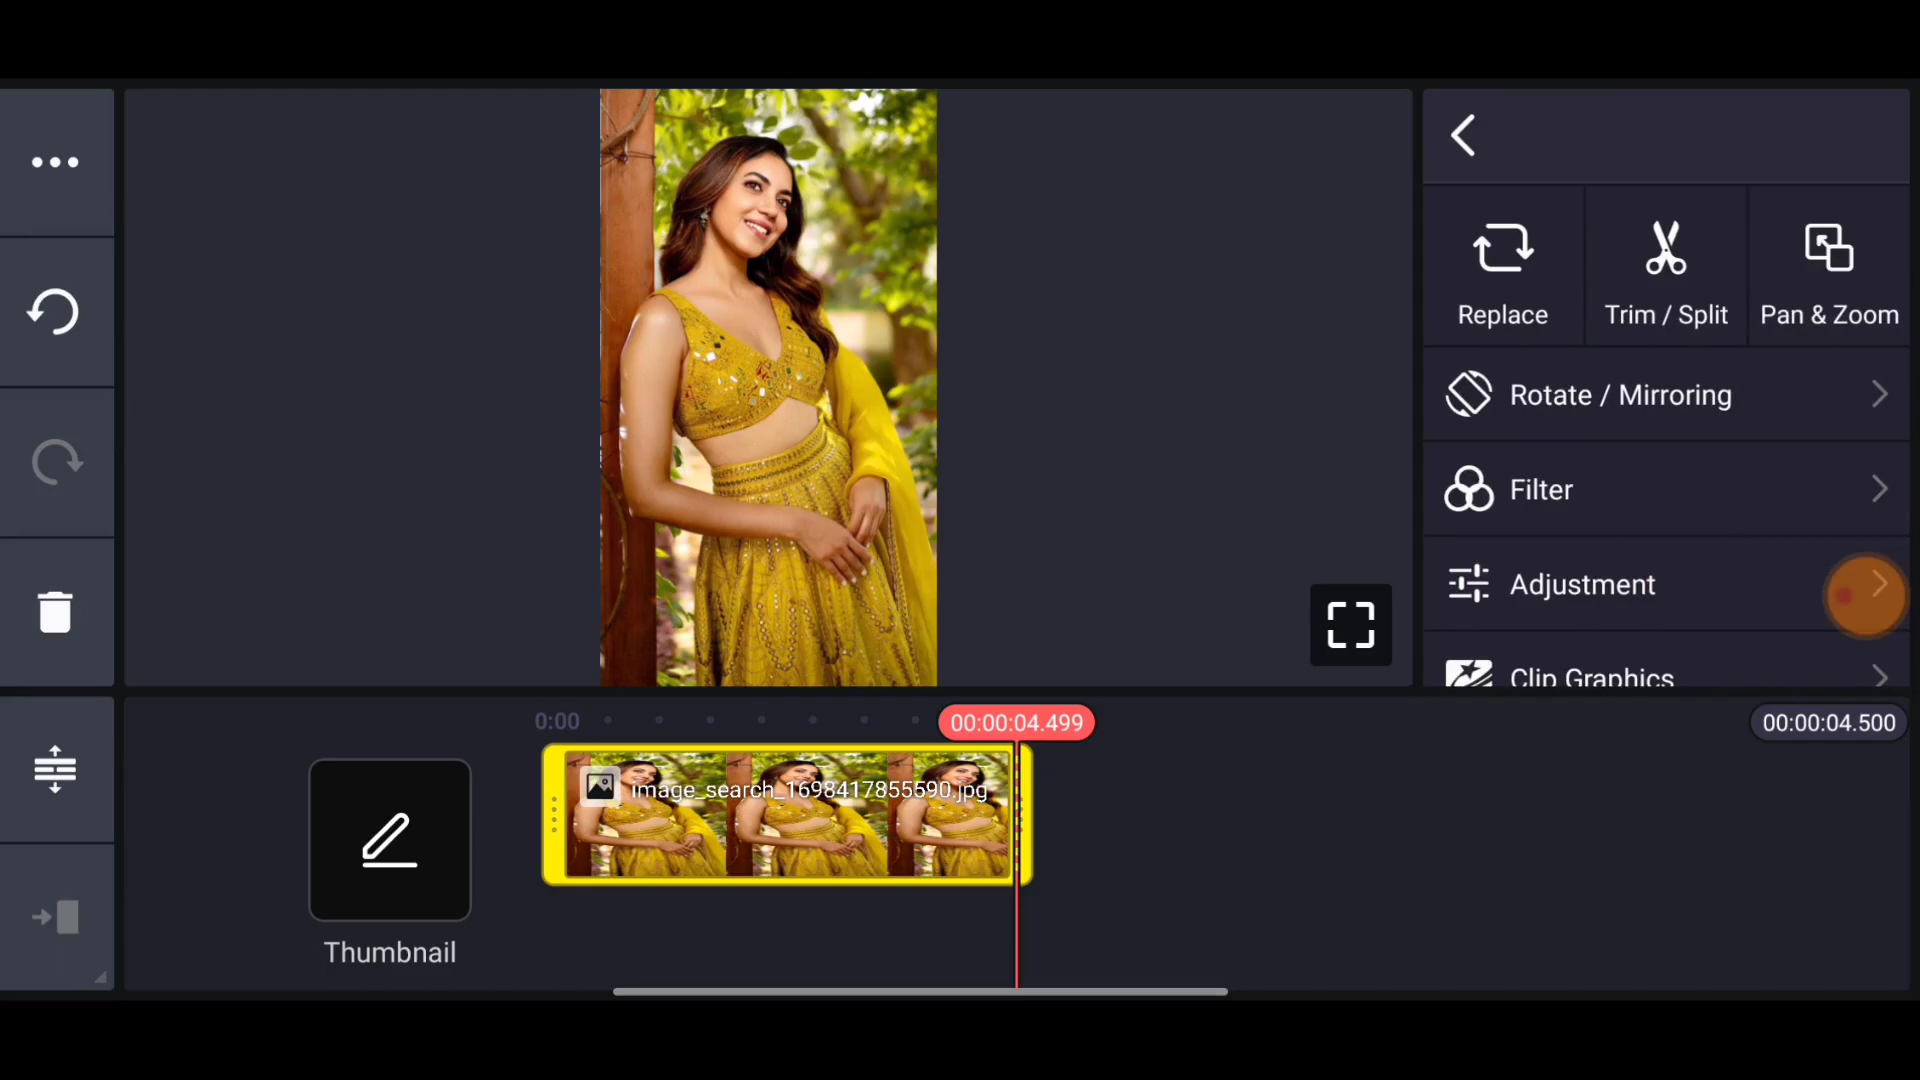 Replace
Trim / Split
Pan & Zoom
Rotate / Mirroring
Filter
Adjustment
Clip Graphics
0:00
00:00:04.499
00:00:04.500
image_search_1698417855590.jpg
Thumbnail